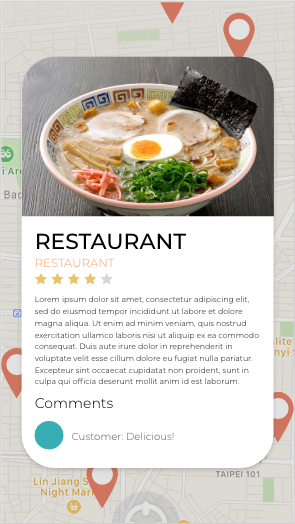 i Are
Bad
RESTAURANT
RESTAURANT
Lorem ipsum dolor sit amet, consectetur adipiscing elit,
sed do eiusmod tempor incididunt ut labore et dolore
magna aliqua. Ut enim ad minim veniam, quis nostrud
exercitation ullamco laboris nisi ut aliquip ex ea commodo
consequat. Duis aute irure dolor in reprehenderit in
voluptate velit esse cillum dolore eu fugiat nulla pariatur.
Excepteur sint occaecat cupidatat non proident, sunt in
culpa qui officia deserunt mollit anim id est laborum.
Comments
Customer: Delicious!
TAIPEI 101
Lin Jiang S
Night Mar